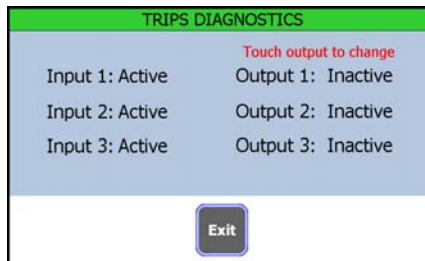 TRIPS DIAGNOSTICS
Touch output to change
Input 1: Active Output 1: Inactive
Input 2: Active Output 2: Inactive
Input 3: Active Output 3: Inactive
Exit